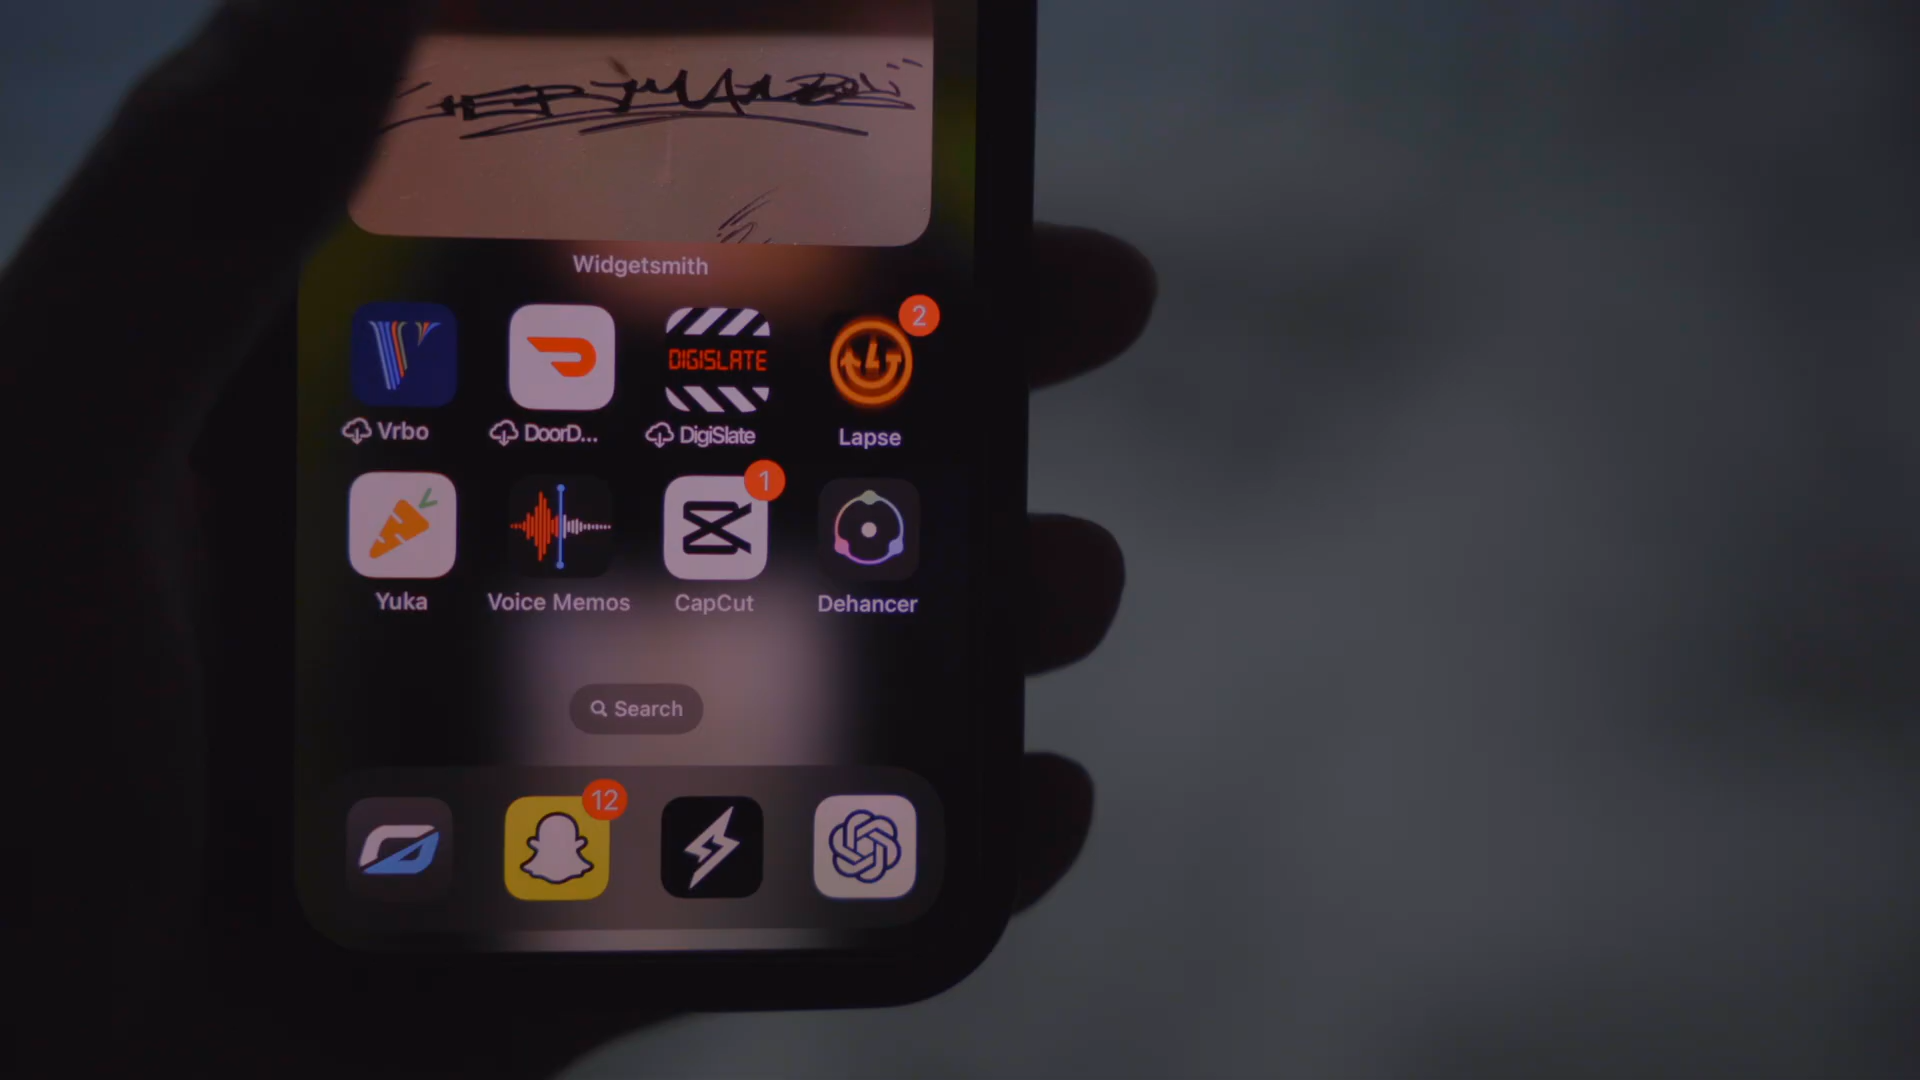 Widgetsmith
DIGISLATE
2
Vrbo
DoorD...
DigiSlate
Lapse
1
Yuka
Voice Memos
CapCut
Dehancer
Search
12